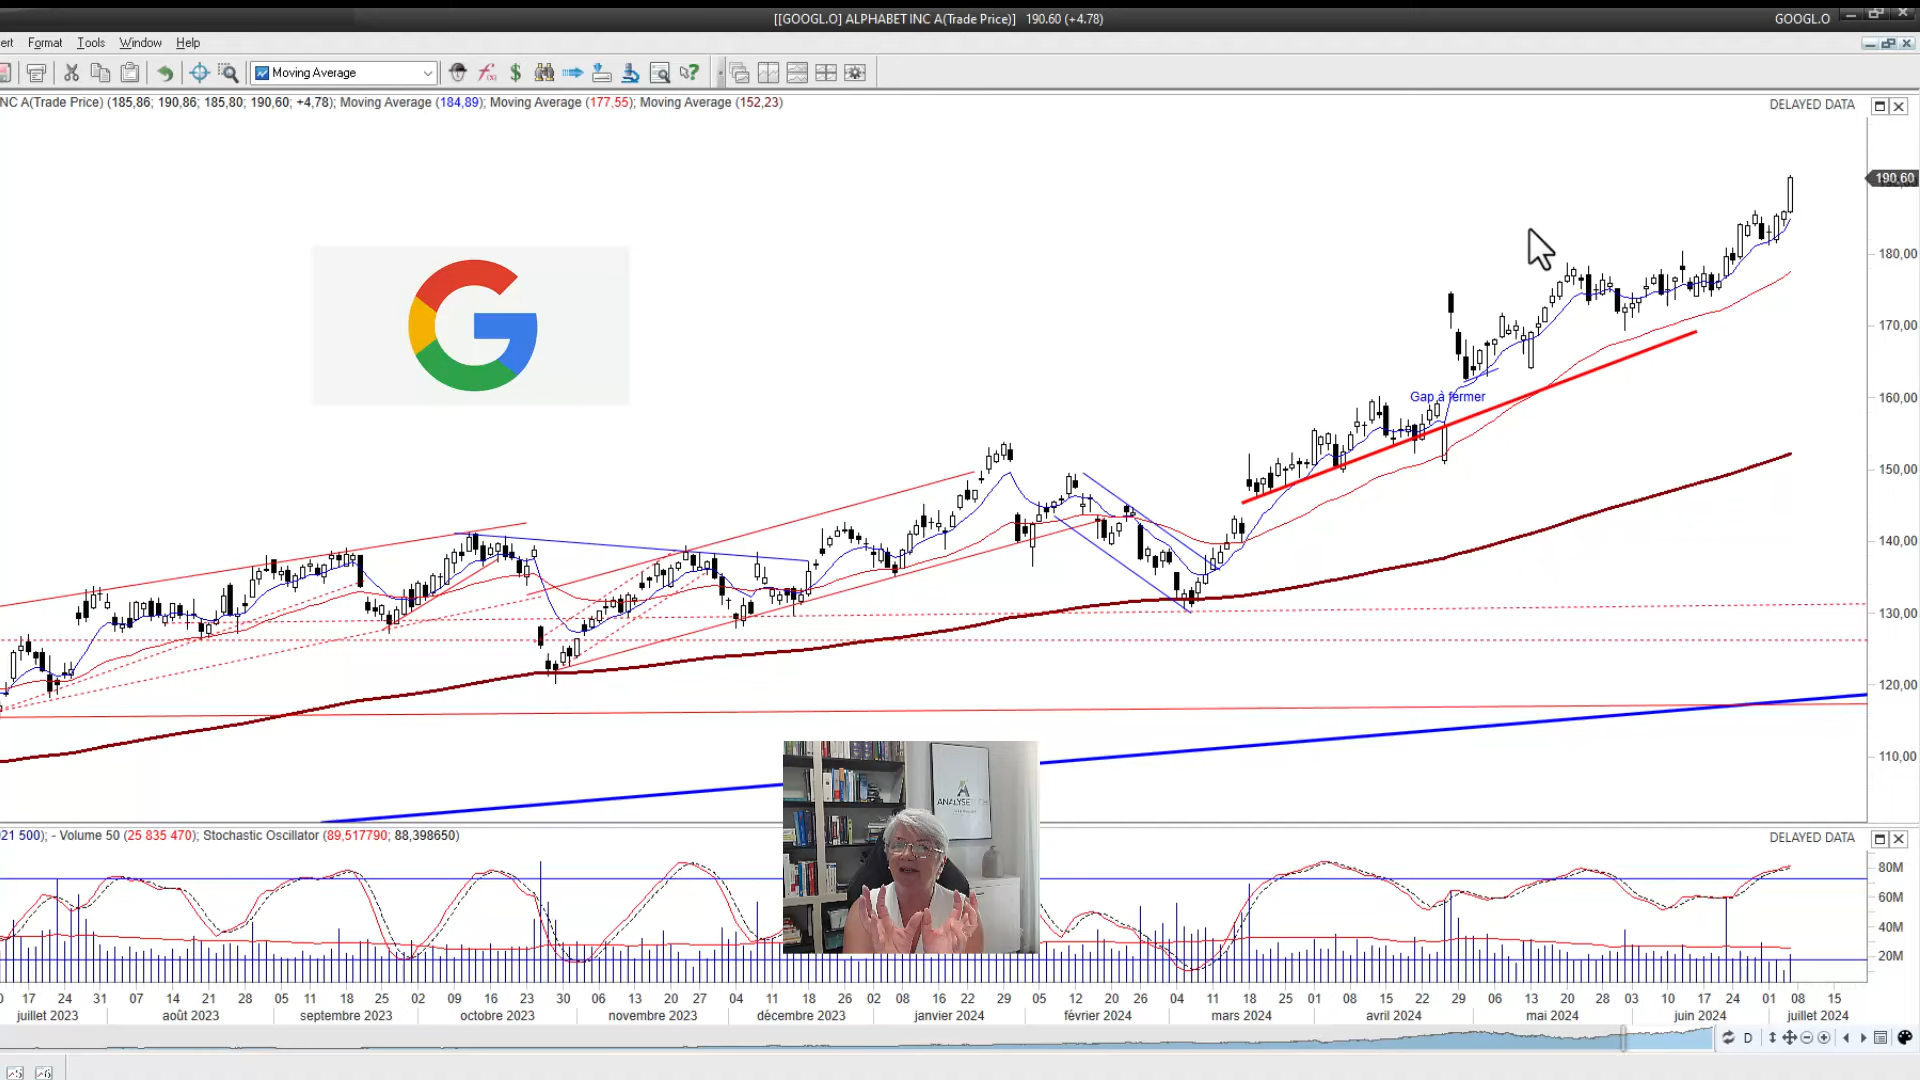 [[GOOGL.O] ALPHABET INC A(Trade Price)] 190.60 (+4.78)
GOOGL.O
ert Format Tools Window Help
Moving Average
NC A(Trade Price) (185,86; 190,86; 185,80; 190,60; +4,78); Moving Average (184,89); Moving Average (177,55); Moving Average (152,23)
DELAYED DATA
190,60
180,00
170,00
Gap à fermer
160,00
150,00
140,00
130,00
120,00
110,00
ANALYSE
21 500); - Volume 50 (25 835 470); Stochastic Oscillator (89,517790; 88,398650)
DELAYED DATA
80M
60M
40M
20M
17 24 31 07 14 21 28 05 11 18 25 02 09 16 23 30 06 13 20 27 04 11 18 26 02 08 16 22 29 05 12 20 26 04 11 18 25 01 08 15 22 29 06 13 20 28 03 10 17 24 01 08 15
juillet 2023 août 2023 septembre 2023 octobre 2023 novembre 2023 décembre 2023 janvier 2024 février 2024 mars 2024 avril 2024 mai 2024 juin 2024 juillet 2024
D